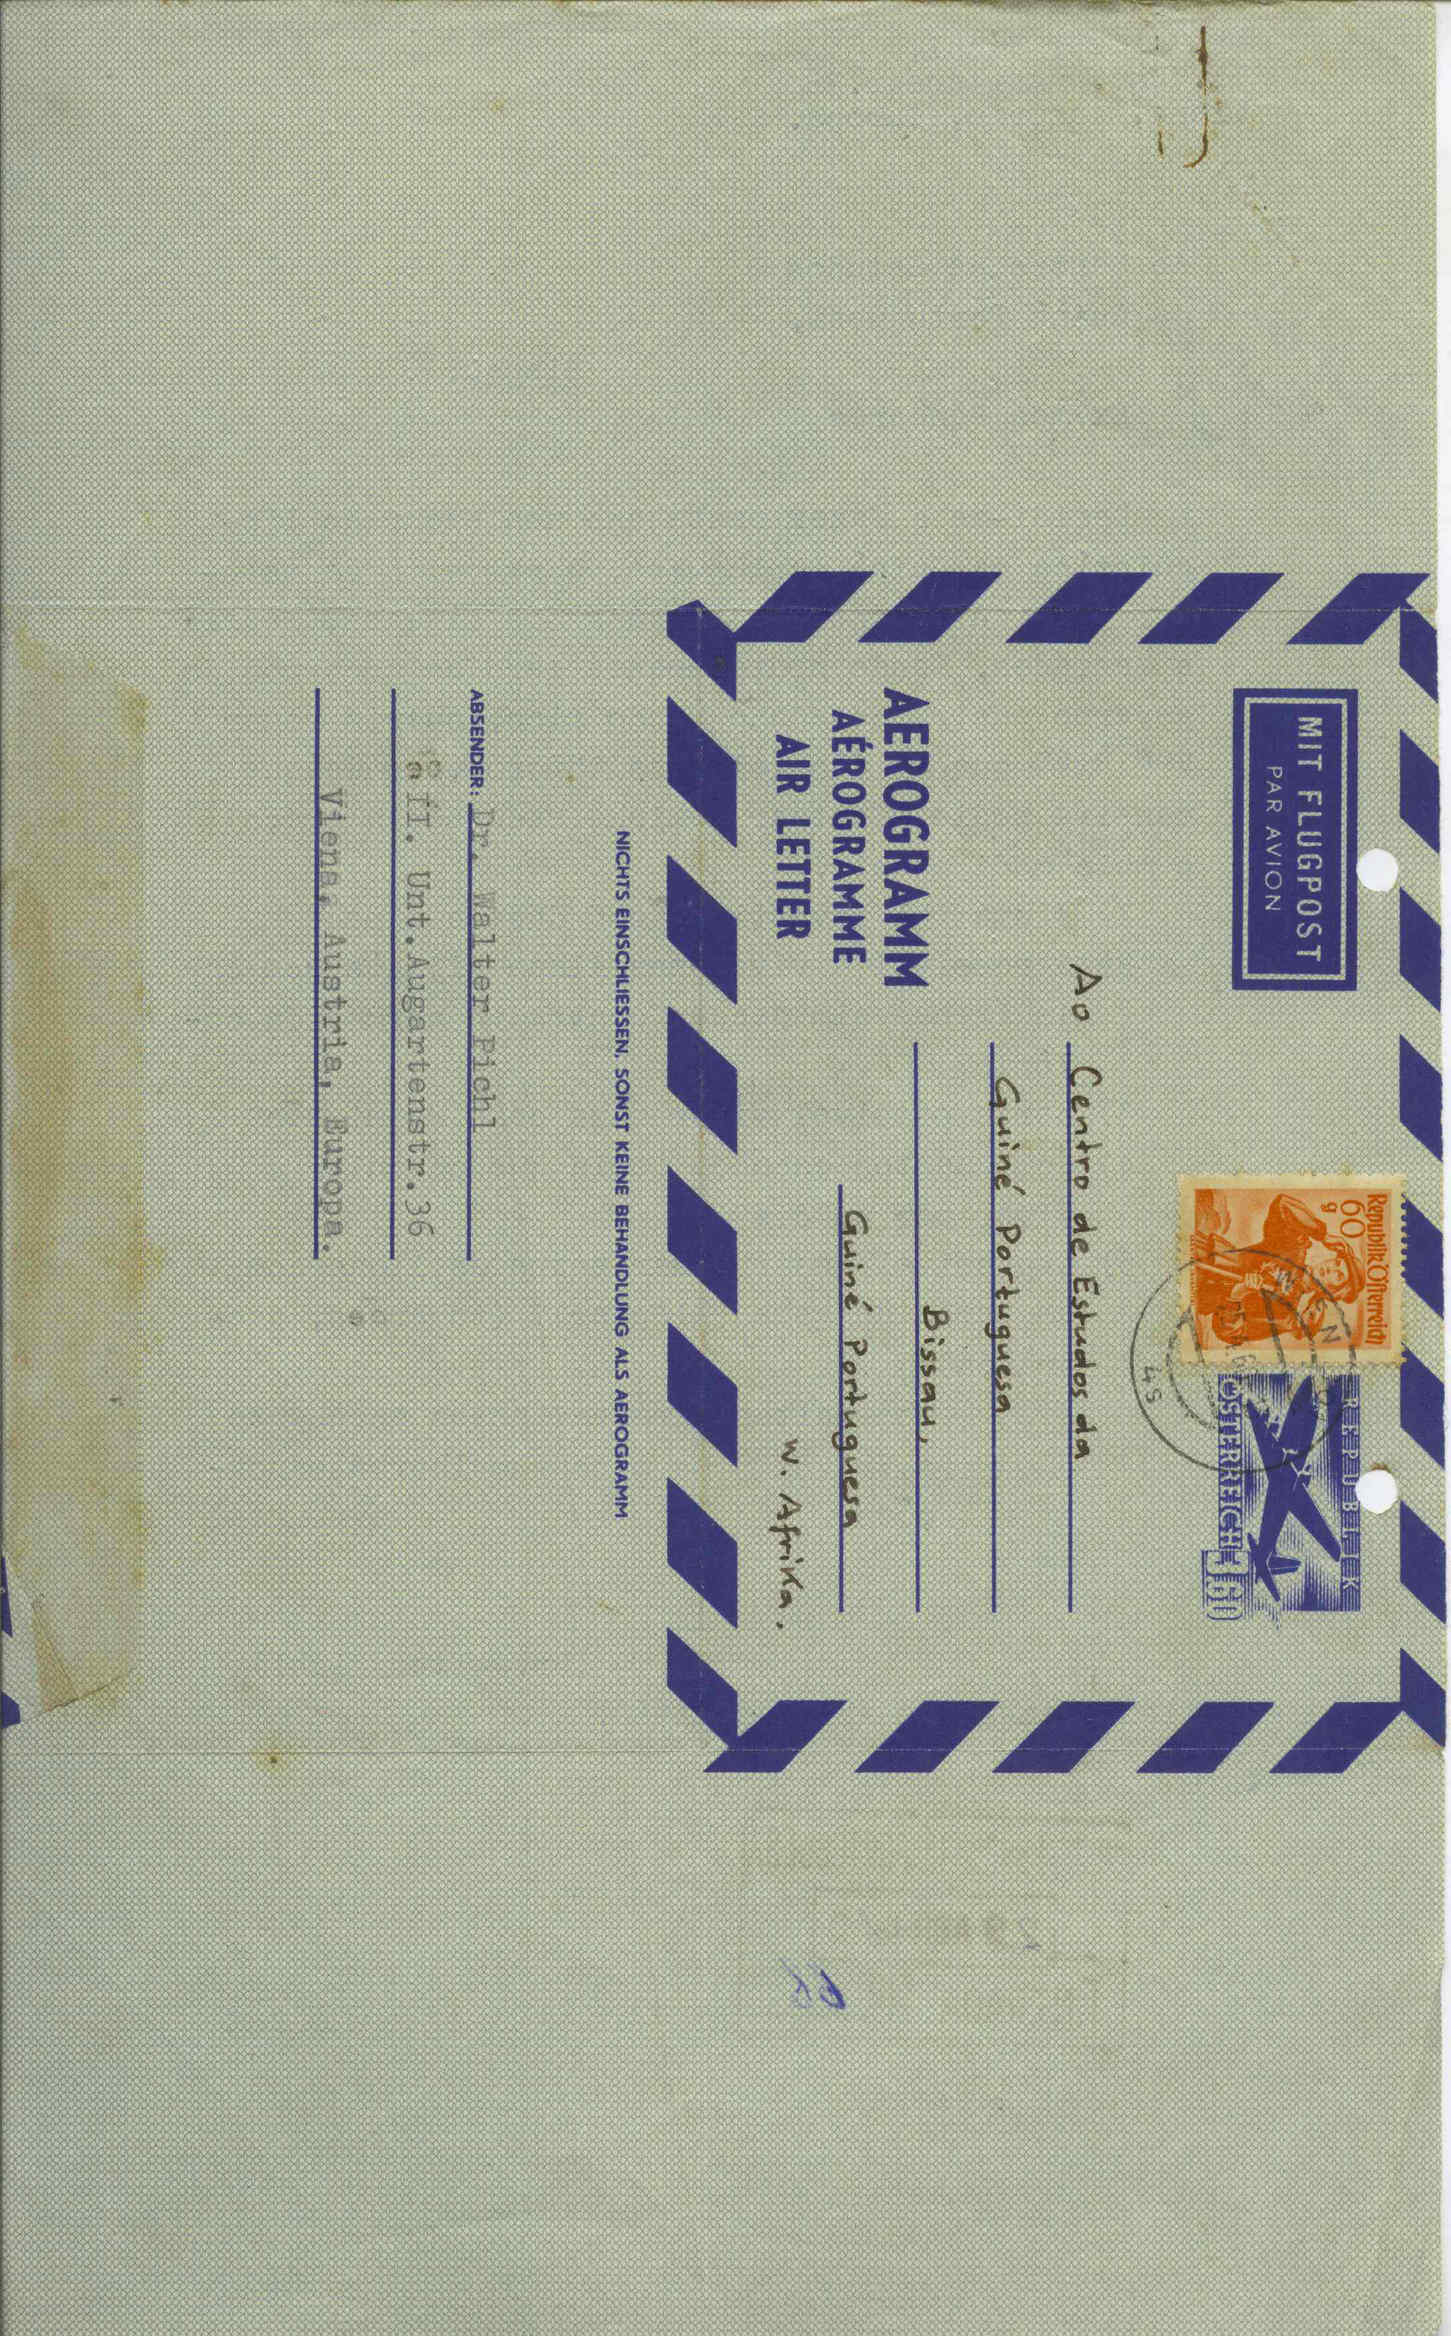 MIT FLUGPOST
PAR AVION
Republik Österreich
60
g
REPUBLIK
ÖSTERREICH
WIEN
Ao Centro de Estudos da
Guiné Portuguesa
Bissau,
Guiné Portuguesa
W. Afrika.
AEROGRAMM
AÉROGRAMME
AIR LETTER
NICHTS EINSCHLIESSEN, SONST KEINE BEHANDLUNG ALS AEROGRAMM
ABSENDER: Dr. Walter Pichl
II. Unt.Augartenstr.36
Viena, Austria, Europa.